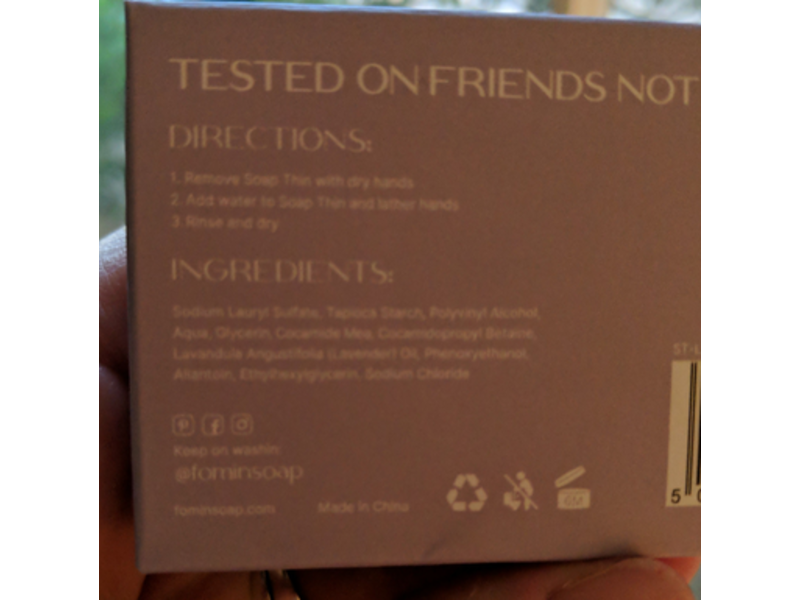 TESTED ON FRIENDS NOT
DIRECTIONS:
1. Remove Soap Thin with dry hands
2. Add water to Soap Thin and lather hands
3. Rinse and dry
INGREDIENTS:
Sodium Lauryl Sulfate, Tapioca Starch, Polyvinyl Alcohol,
Aqua, Glycerin, Cocamide Mea, Cocamidopropyl Betaine,
Lavandula Angustifolia (Lavender) Oil, Phenoxyethanol,
Allantoin, Ethylhexylglycerin, Sodium Chloride
ST-L
Keep on washin:
@fominsoap
fominsoap.com Made in China
5